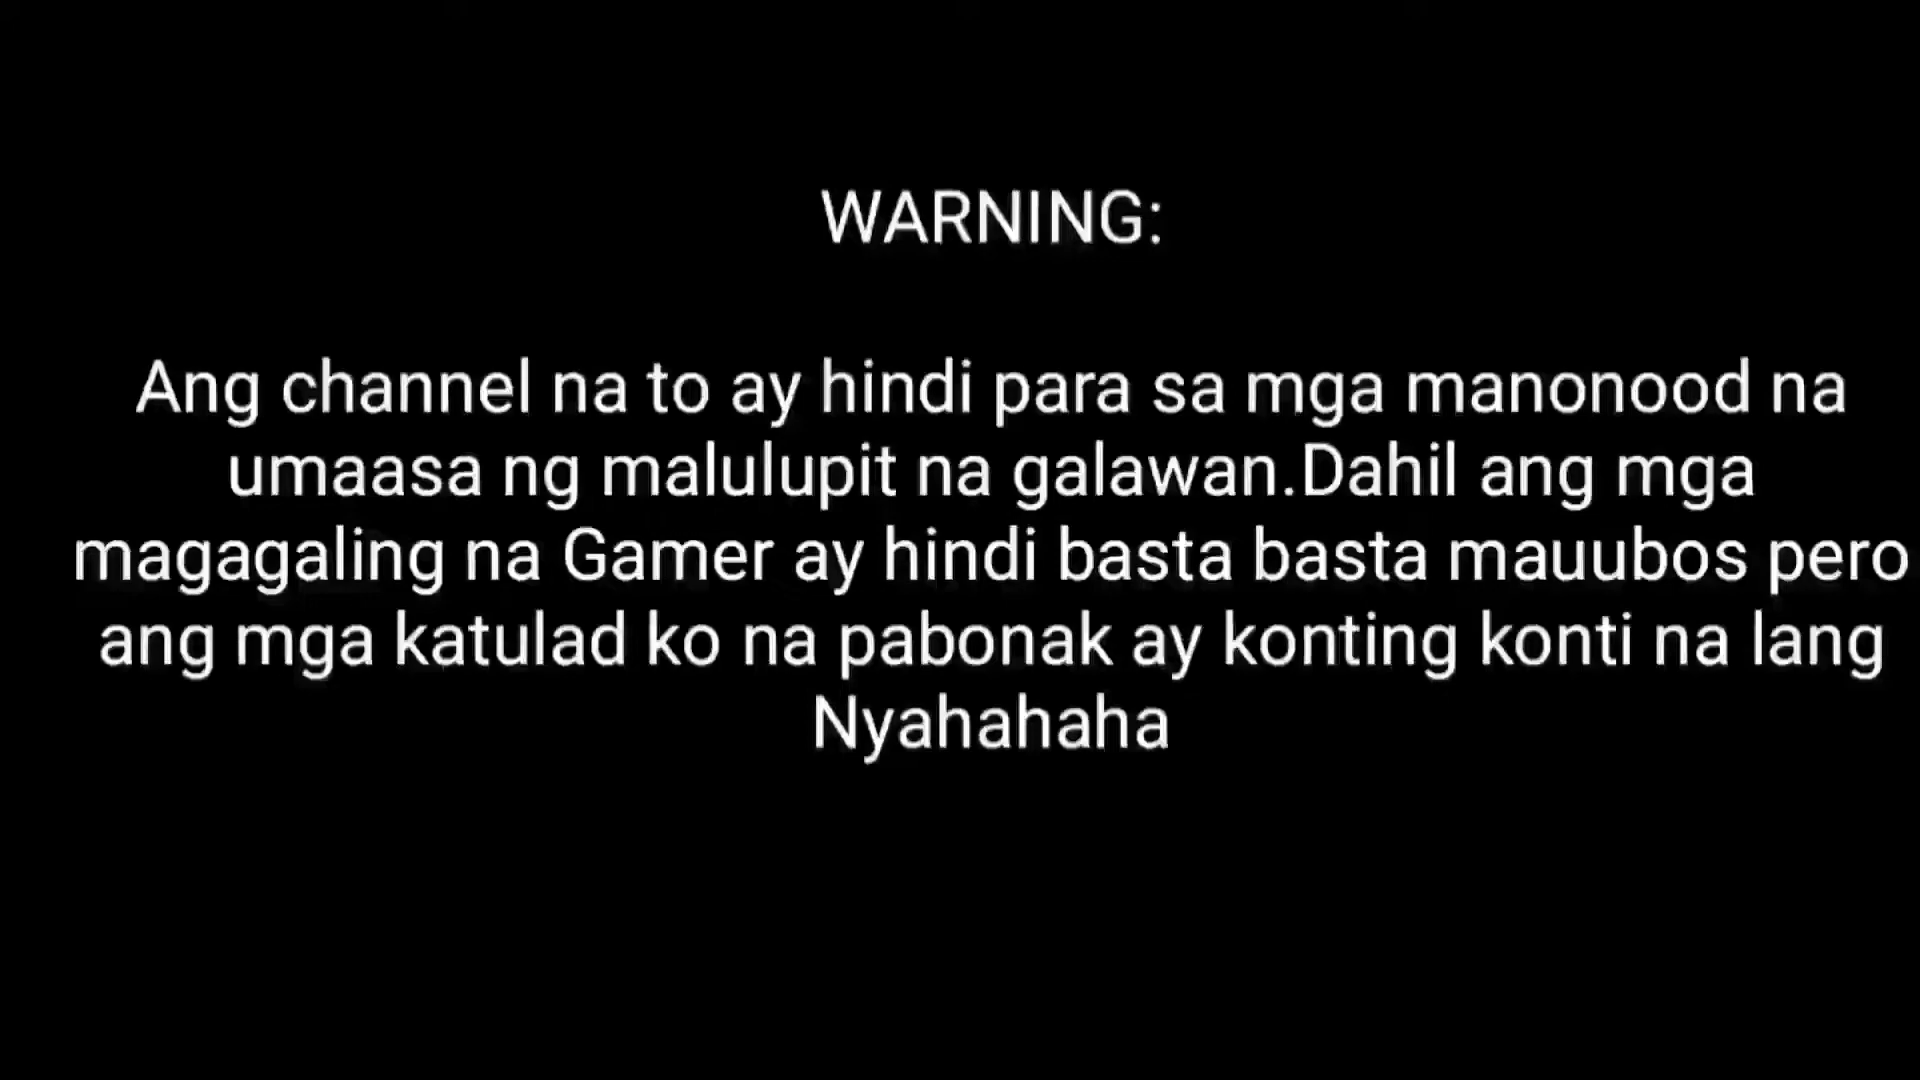 WARNING:
Ang channel na to ay hindi para sa mga manonood na
umaasa ng malulupit na galawan.Dahil ang mga
magagaling na Gamer ay hindi basta basta mauubos pero
ang mga katulad ko na pabonak ay konting konti na lang
Nyahahaha